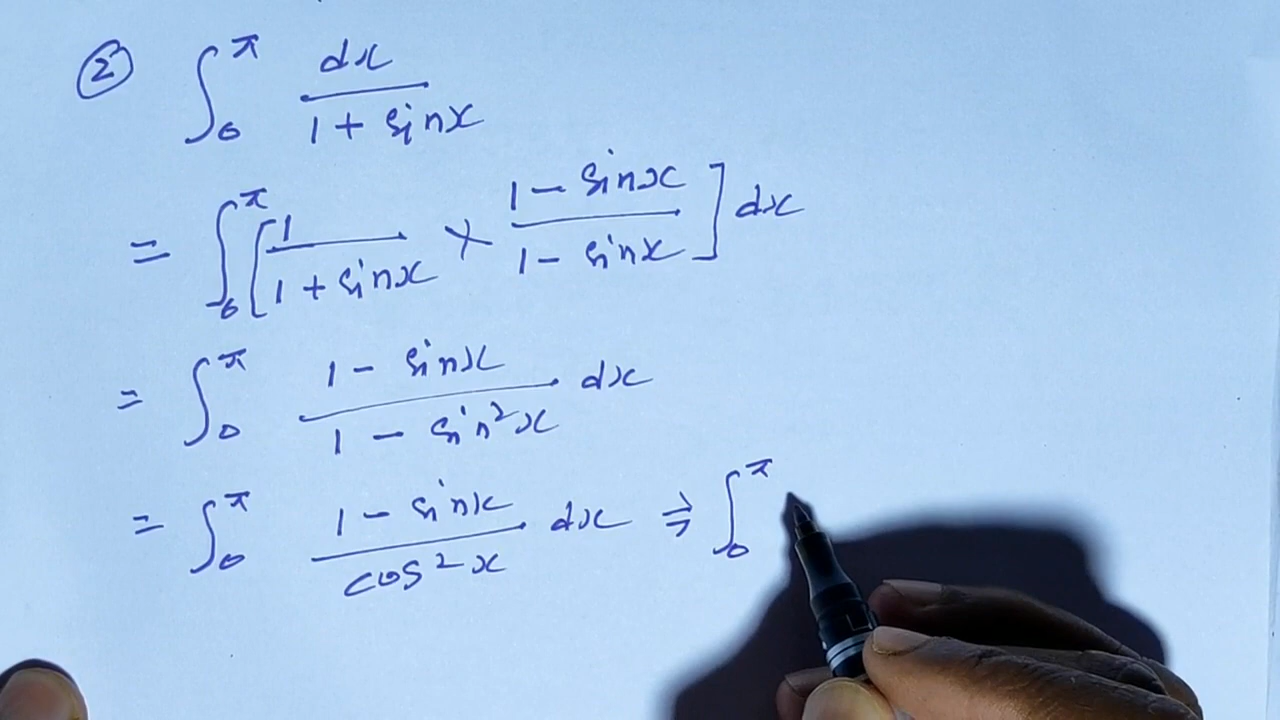 ② ∫₀^π dx / (1 + sinx)
= ∫₀^π [1 / (1 + sinx) × (1 − sinx) / (1 − sinx)] dx
= ∫₀^π (1 − sinx) / (1 − sin²x) dx
= ∫₀^π (1 − sinx) / (cos²x) dx ⇒ ∫₀^π